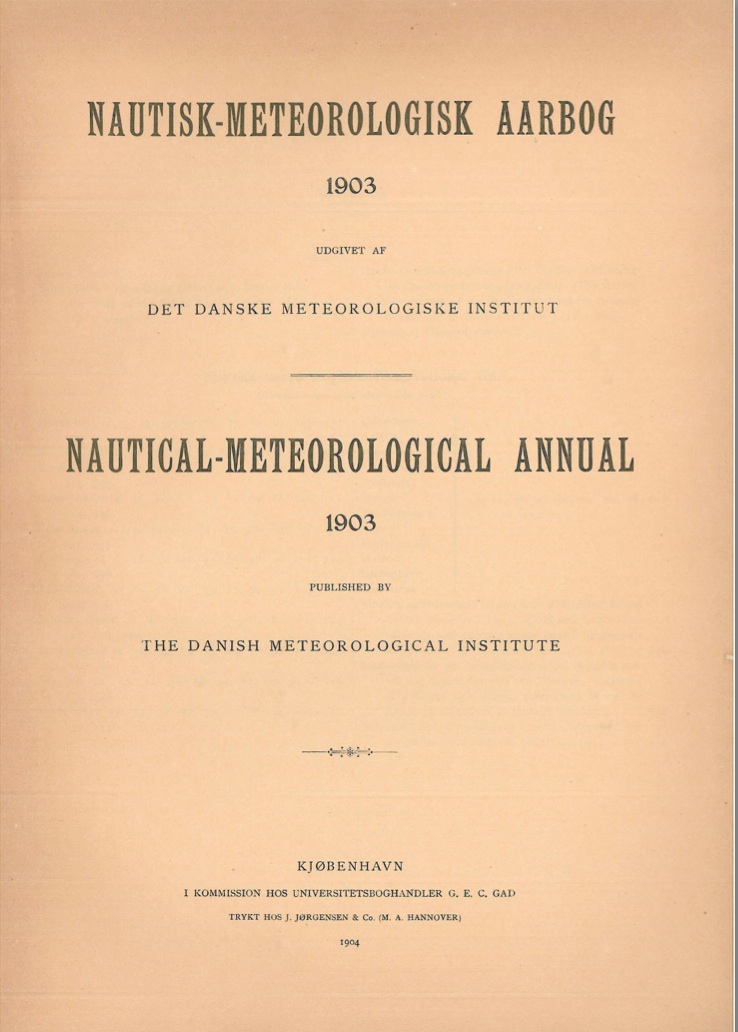 NAUTISK-METEOROLOGISK AARBOG
1903
UDGIVET AF
DET DANSKE METEOROLOGISKE INSTITUT
NAUTICAL-METEOROLOGICAL ANNUAL
1903
PUBLISHED BY
THE DANISH METEOROLOGICAL INSTITUTE
KJØBENHAVN
I KOMMISSION HOS UNIVERSITETSBOGHANDLER G. E. C. GAD
TRYKT HOS J. JØRGENSEN & Co. (M. A. HANNOVER)
1904